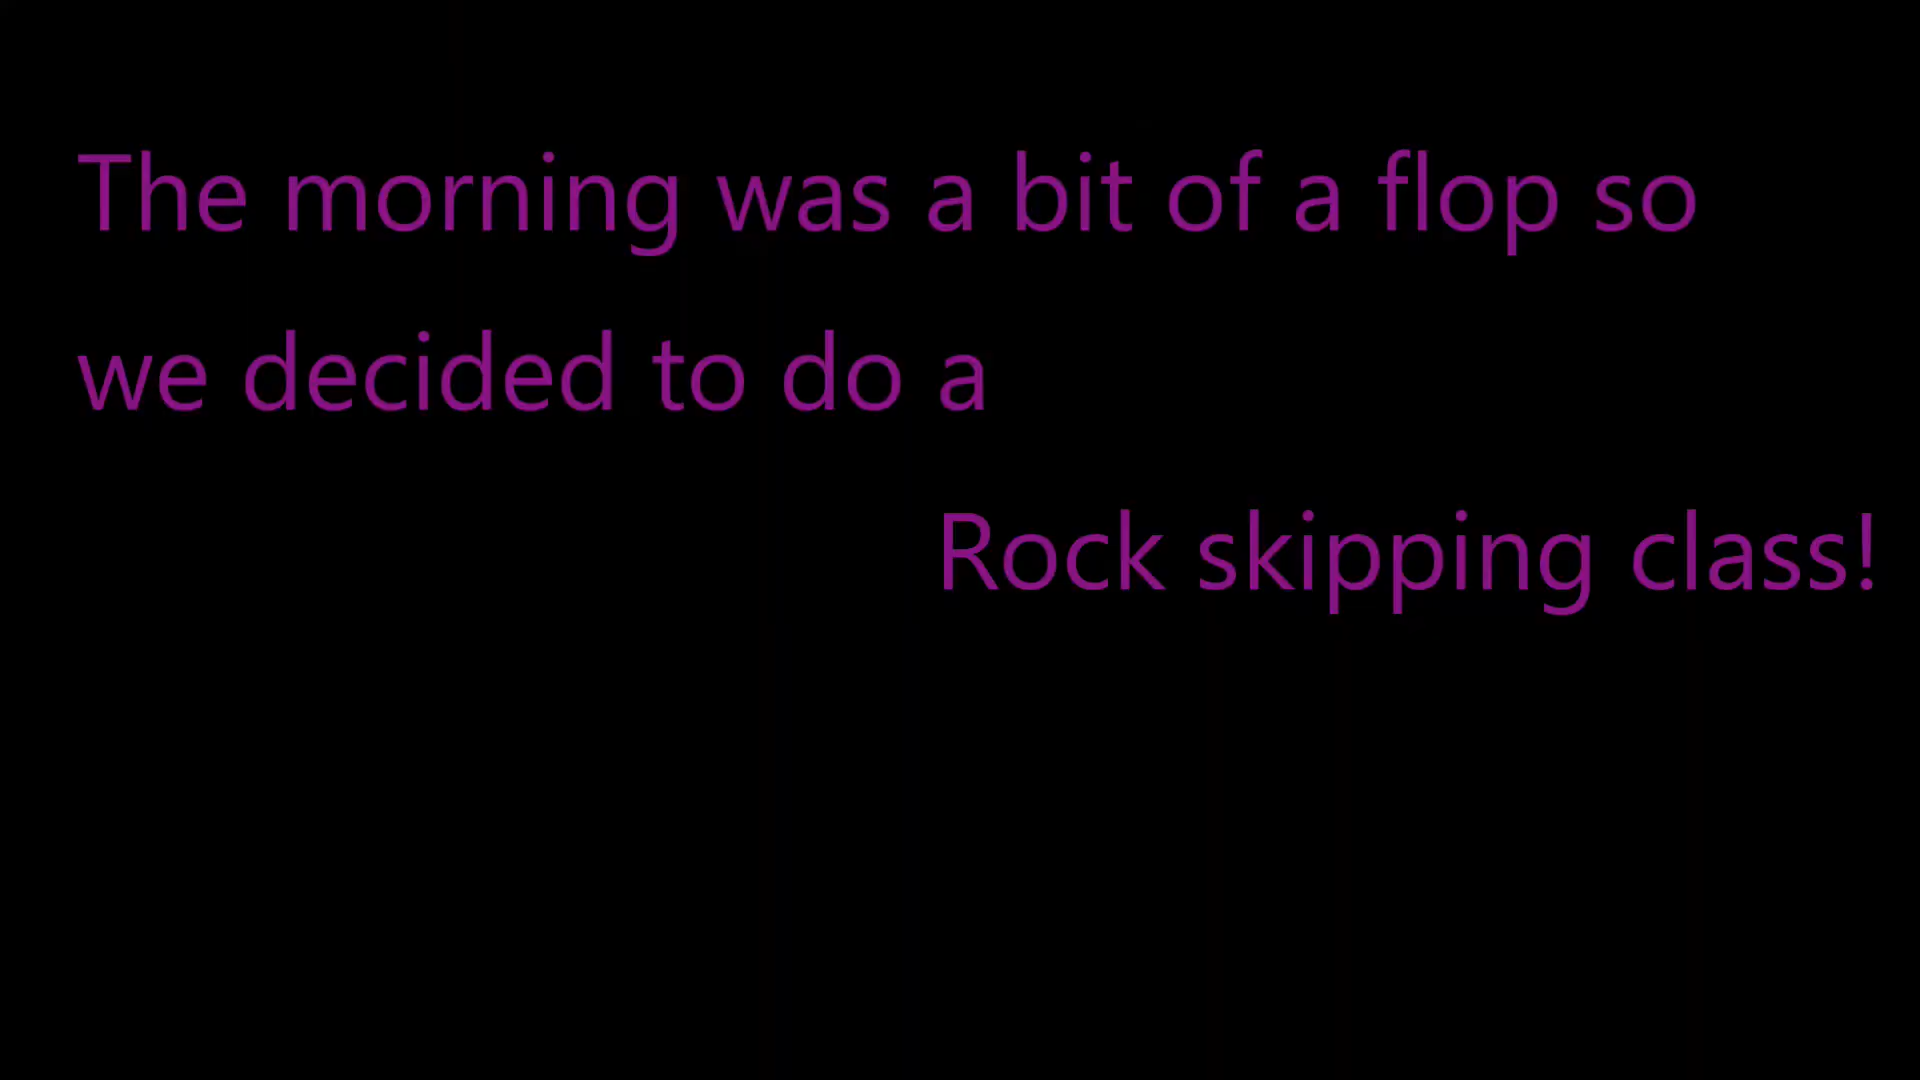 The morning was a bit of a flop so
we decided to do a
Rock skipping class!